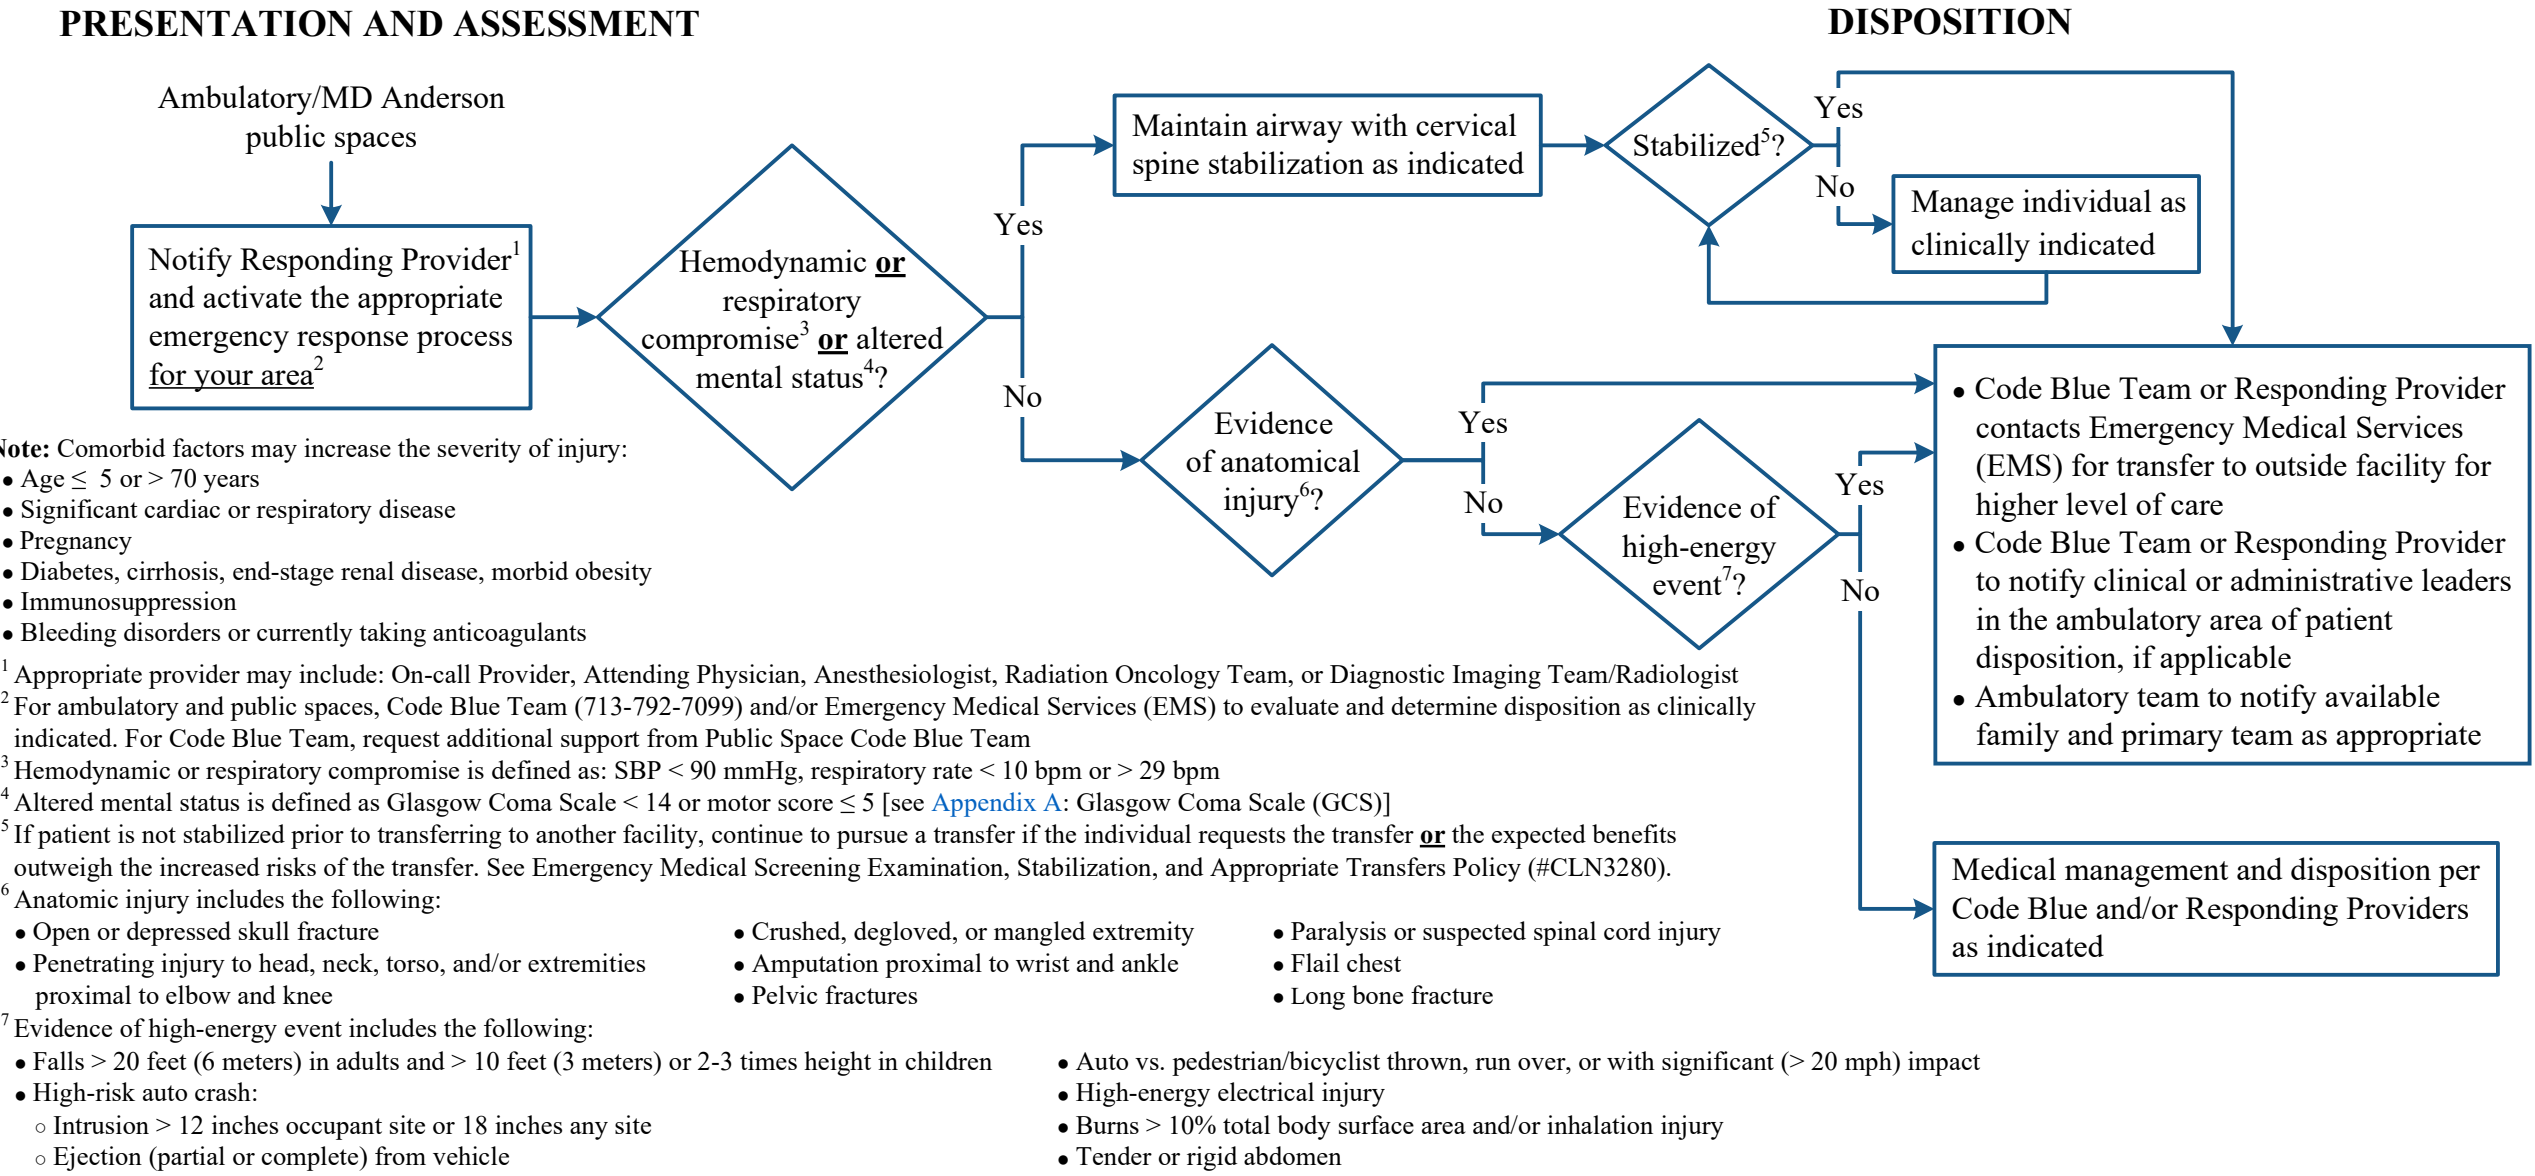 PRESENTATION AND ASSESSMENT
DISPOSITION
Ambulatory/MD Anderson
public spaces
Notify Responding Provider1
and activate the appropriate
emergency response process
for your area2
Hemodynamic or
respiratory
compromise3 or altered
mental status4?
Yes
No
Maintain airway with cervical
spine stabilization as indicated
Stabilized5?
Yes
No
Manage individual as
clinically indicated
Evidence
of anatomical
injury6?
Yes
No
Evidence of
high-energy
event7?
Yes
No
• Code Blue Team or Responding Provider
contacts Emergency Medical Services
(EMS) for transfer to outside facility for
higher level of care
• Code Blue Team or Responding Provider
to notify clinical or administrative leaders
in the ambulatory area of patient
disposition, if applicable
• Ambulatory team to notify available
family and primary team as appropriate
Medical management and disposition per
Code Blue and/or Responding Providers
as indicated
Note: Comorbid factors may increase the severity of injury:
• Age ≤ 5 or > 70 years
• Significant cardiac or respiratory disease
• Pregnancy
• Diabetes, cirrhosis, end-stage renal disease, morbid obesity
• Immunosuppression
• Bleeding disorders or currently taking anticoagulants
1 Appropriate provider may include: On-call Provider, Attending Physician, Anesthesiologist, Radiation Oncology Team, or Diagnostic Imaging Team/Radiologist
2 For ambulatory and public spaces, Code Blue Team (713-792-7099) and/or Emergency Medical Services (EMS) to evaluate and determine disposition as clinically
indicated. For Code Blue Team, request additional support from Public Space Code Blue Team
3 Hemodynamic or respiratory compromise is defined as: SBP < 90 mmHg, respiratory rate < 10 bpm or > 29 bpm
4 Altered mental status is defined as Glasgow Coma Scale < 14 or motor score ≤ 5 [see Appendix A: Glasgow Coma Scale (GCS)]
5 If patient is not stabilized prior to transferring to another facility, continue to pursue a transfer if the individual requests the transfer or the expected benefits
outweigh the increased risks of the transfer. See Emergency Medical Screening Examination, Stabilization, and Appropriate Transfers Policy (#CLN3280).
6 Anatomic injury includes the following:
• Open or depressed skull fracture
• Penetrating injury to head, neck, torso, and/or extremities
proximal to elbow and knee
• Crushed, degloved, or mangled extremity
• Amputation proximal to wrist and ankle
• Pelvic fractures
• Paralysis or suspected spinal cord injury
• Flail chest
• Long bone fracture
7 Evidence of high-energy event includes the following:
• Falls > 20 feet (6 meters) in adults and > 10 feet (3 meters) or 2-3 times height in children
• High-risk auto crash:
○ Intrusion > 12 inches occupant site or 18 inches any site
○ Ejection (partial or complete) from vehicle
• Auto vs. pedestrian/bicyclist thrown, run over, or with significant (> 20 mph) impact
• High-energy electrical injury
• Burns > 10% total body surface area and/or inhalation injury
• Tender or rigid abdomen